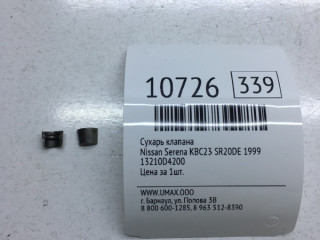 10726 339
Сухарь клапана
Nissan Serena KBC23 SR20DE 1999
13210D4200
Цена за 1шт.
WWW.UMAX.ODO
г. Барнаул, ул. Попова 3В
8 800 600-1285, 8 963 512-8390